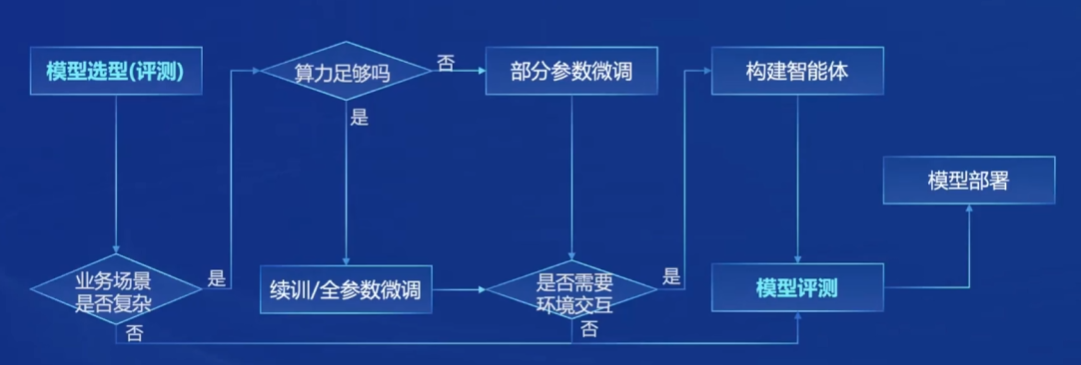 模型选型(评测)
算力足够吗
否
部分参数微调
构建智能体
是
模型部署
业务场景
是否复杂
是
续训/全参数微调
是否需要
环境交互
是
模型评测
否
否